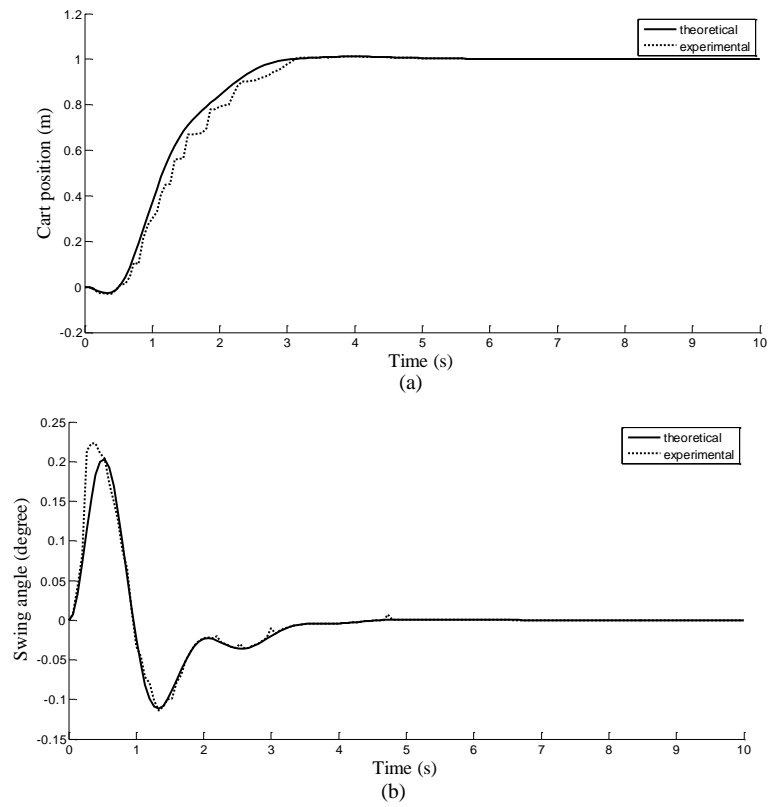 1.2
1
0.8
0.6
0.4
0.2
0
-0.2
Cart position (m)
theoretical
experimental
0 1 2 3 4 5 6 7 8 9 10
Time (s)
(a)
0.25
0.2
0.15
0.1
0.05
0
-0.05
-0.1
-0.15
Swing angle (degree)
theoretical
experimental
0 1 2 3 4 5 6 7 8 9 10
Time (s)
(b)